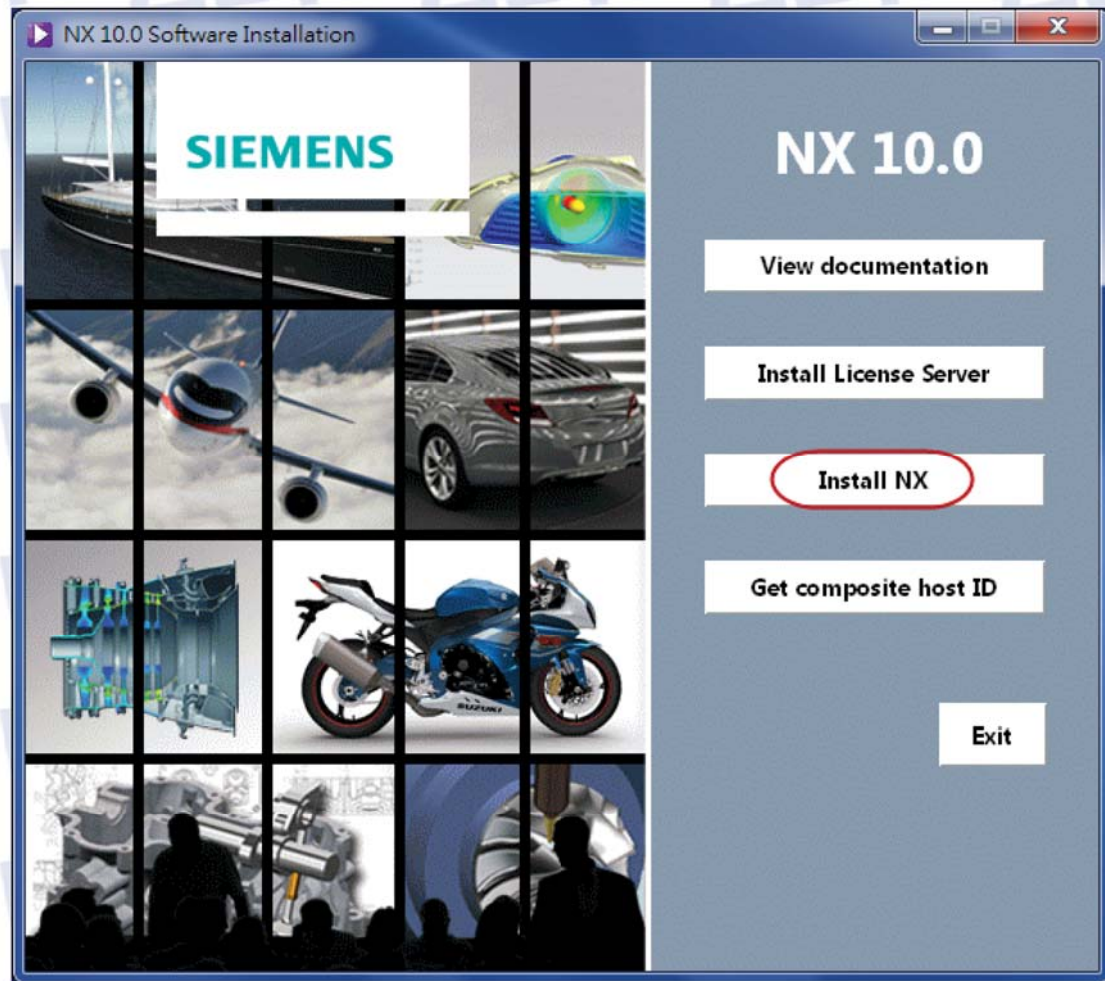 NX 10.0 Software Installation
SIEMENS
NX 10.0
View documentation
Install License Server
Install NX
Get composite host ID
Exit
SUZUKI